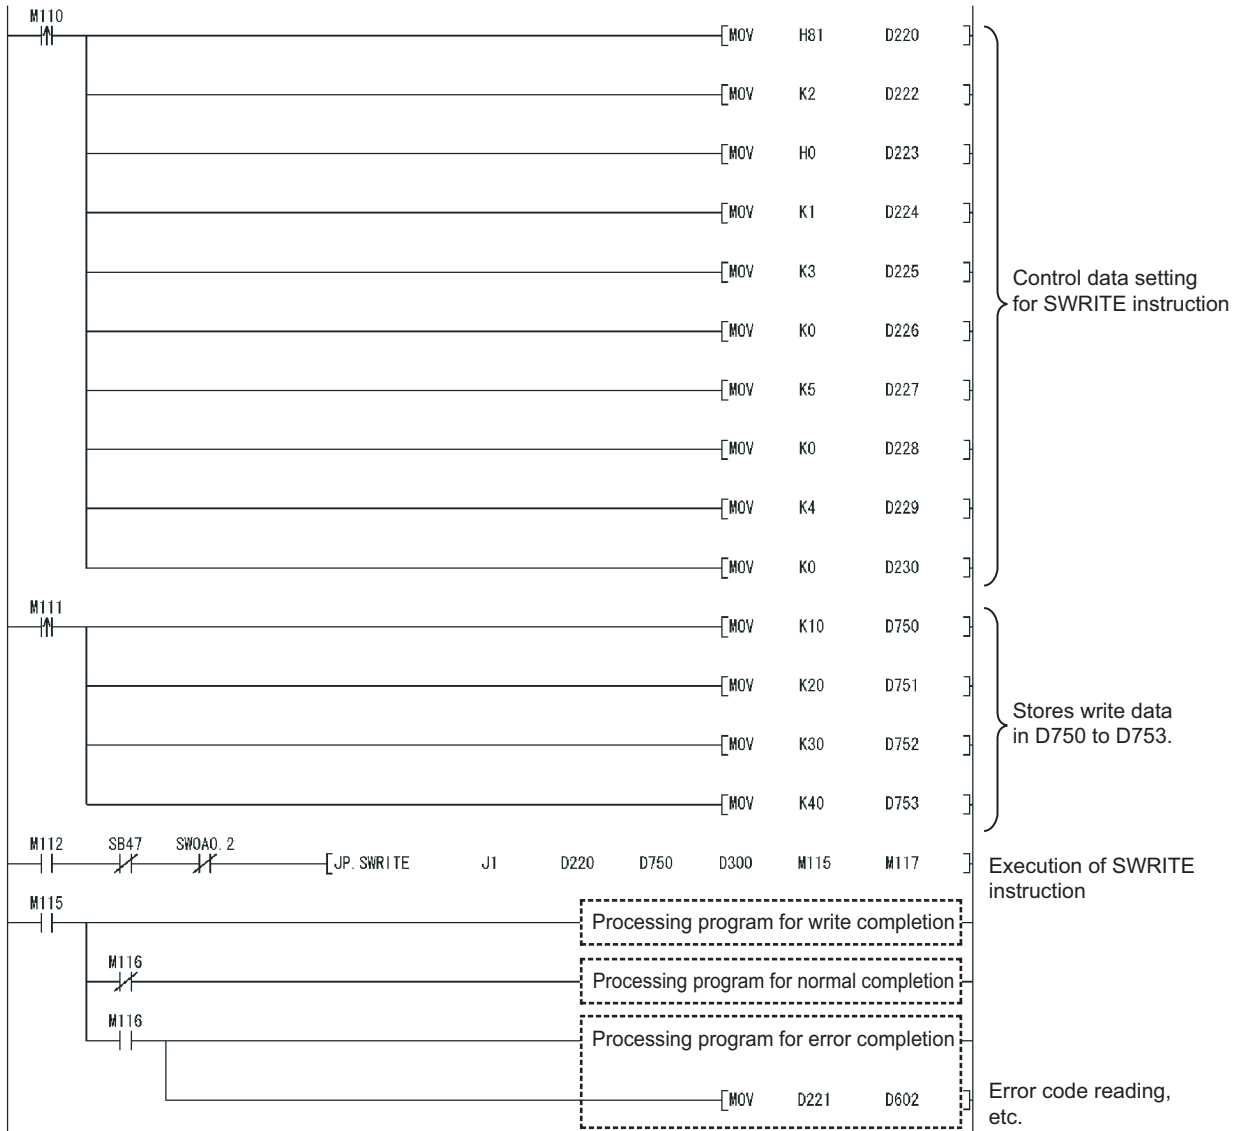 M110
[MOV H81 D220 ]
[MOV K2 D222 ]
[MOV H0 D223 ]
[MOV K1 D224 ]
[MOV K3 D225 ]
Control data setting
for SWRITE instruction
[MOV K0 D226 ]
[MOV K5 D227 ]
[MOV K0 D228 ]
[MOV K4 D229 ]
[MOV K0 D230 ]
M111
[MOV K10 D750 ]
[MOV K20 D751 ]
Stores write data
in D750 to D753.
[MOV K30 D752 ]
[MOV K40 D753 ]
M112 SB47 SW0A0.2
[JP.SWRITE J1 D220 D750 D300 M115 M117 ]
Execution of SWRITE
instruction
M115
Processing program for write completion
M116
Processing program for normal completion
M116
Processing program for error completion
[MOV D221 D602 ]
Error code reading,
etc.